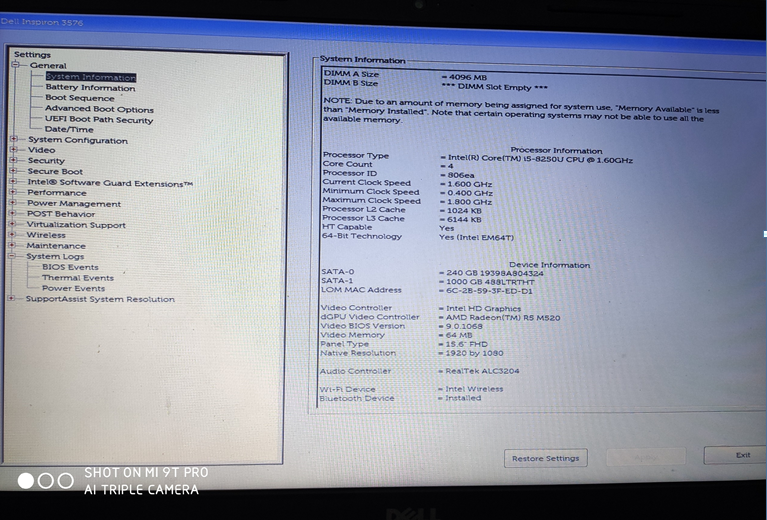 Dell Inspiron 3576
Settings
General
System Information
Battery Information
Boot Sequence
Advanced Boot Options
UEFI Boot Path Security
Date/Time
System Configuration
Video
Security
Secure Boot
Intel® Software Guard Extensions™
Performance
Power Management
POST Behavior
Virtualization Support
Wireless
Maintenance
System Logs
BIOS Events
Thermal Events
Power Events
SupportAssist System Resolution
System Information
DIMM A Size = 4096 MB
DIMM B Size *** DIMM Slot Empty ***
NOTE: Due to an amount of memory being assigned for system use, "Memory Available" is less
than "Memory Installed". Note that certain operating systems may not be able to use all the
available memory.
Processor Information
Processor Type = Intel(R) Core(TM) i5-8250U CPU @ 1.60GHz
Core Count = 4
Processor ID = 806ea
Current Clock Speed = 1.600 GHz
Minimum Clock Speed = 0.400 GHz
Maximum Clock Speed = 1.800 GHz
Processor L2 Cache = 1024 KB
Processor L3 Cache = 6144 KB
HT Capable Yes
64-Bit Technology Yes (Intel EM64T)
Device Information
SATA-0 = 240 GB 19398A804324
SATA-1 = 1000 GB 488LTRTHT
LOM MAC Address = 6C-2B-59-3F-ED-D1
Video Controller = Intel HD Graphics
dGPU Video Controller = AMD Radeon(TM) R5 M520
Video BIOS Version = 9.0.1068
Video Memory = 64 MB
Panel Type = 15.6" FHD
Native Resolution = 1920 by 1080
Audio Controller = RealTek ALC3204
Wi-Fi Device = Intel Wireless
Bluetooth Device = Installed
Restore Settings
Exit
SHOT ON MI 9T PRO
AI TRIPLE CAMERA
DELL